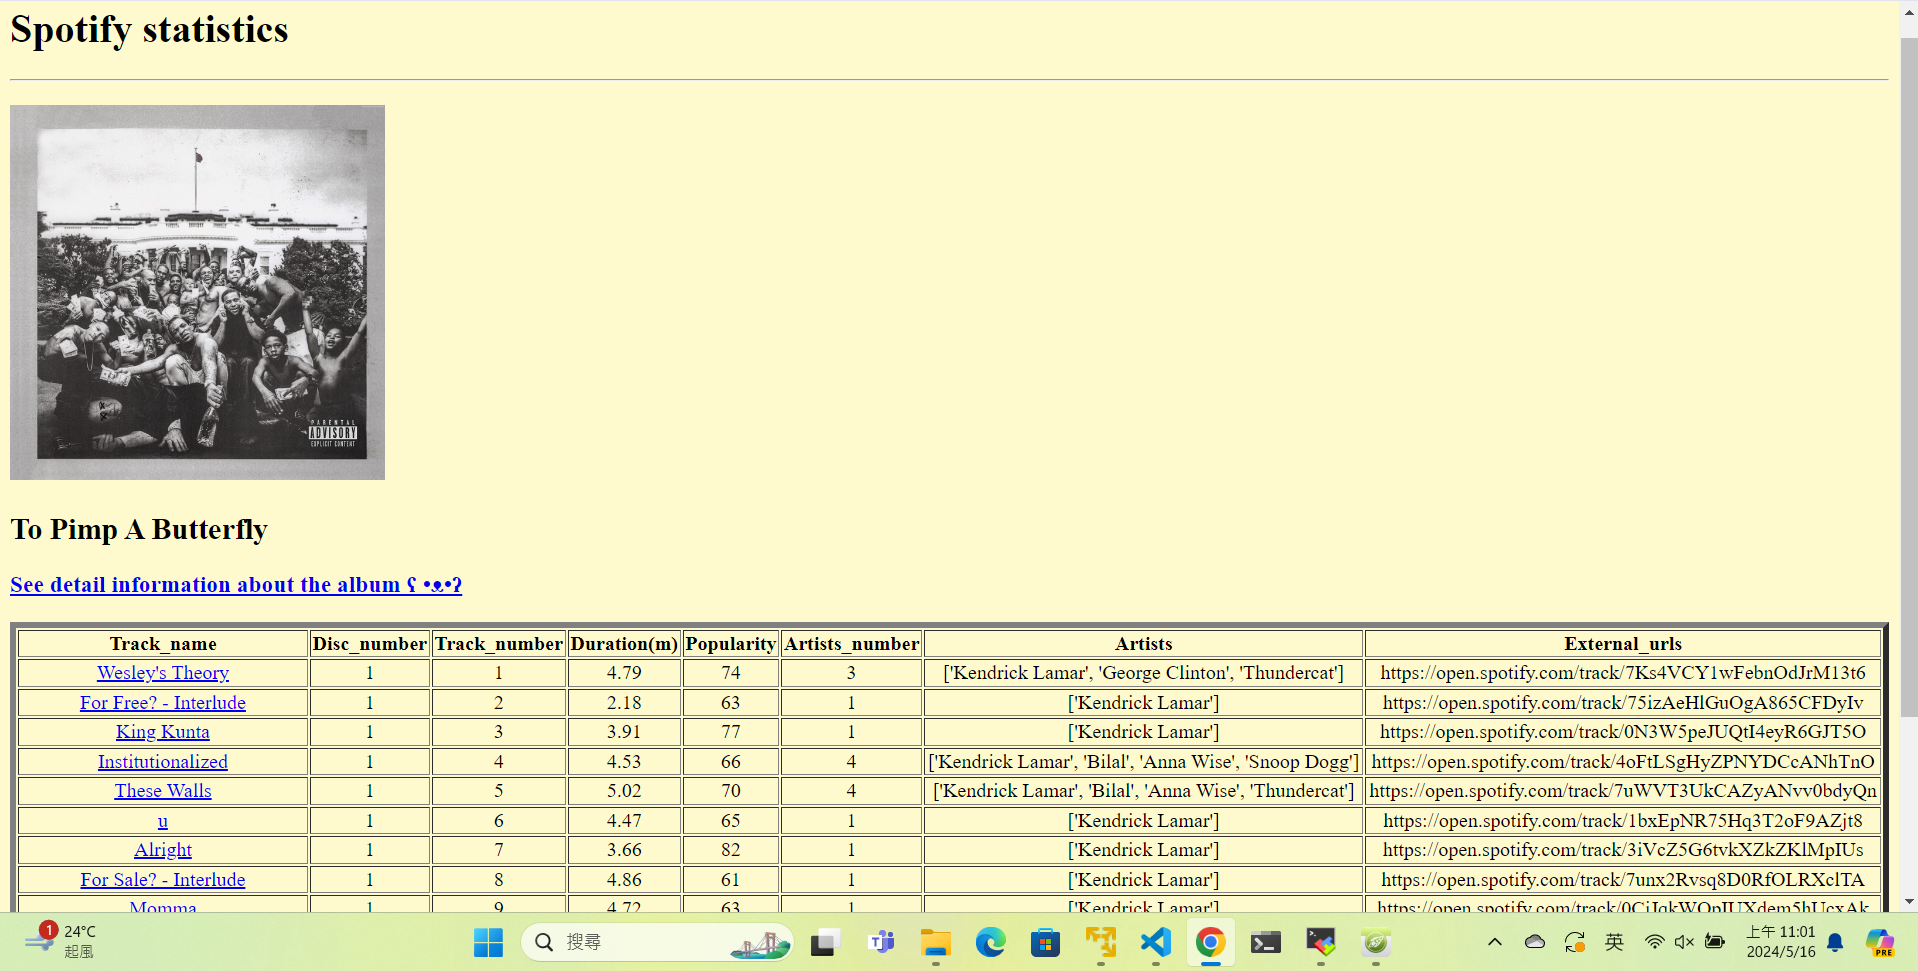 Spotify statistics
PARENTAL
ADVISORY
EXPLICIT CONTENT
To Pimp A Butterfly
See detail information about the album ʕ •ᴥ•ʔ
Track_name Disc_number Track_number Duration(m) Popularity Artists_number Artists External_urls
Wesley's Theory 1 1 4.79 74 3 ['Kendrick Lamar', 'George Clinton', 'Thundercat'] https://open.spotify.com/track/7Ks4VCY1wFebnOdJrM13t6
For Free? - Interlude 1 2 2.18 63 1 ['Kendrick Lamar'] https://open.spotify.com/track/75izAeHlGuOgA865CFDyIv
King Kunta 1 3 3.91 77 1 ['Kendrick Lamar'] https://open.spotify.com/track/0N3W5peJUQtI4eyR6GJT5O
Institutionalized 1 4 4.53 66 4 ['Kendrick Lamar', 'Bilal', 'Anna Wise', 'Snoop Dogg'] https://open.spotify.com/track/4oFtLSgHyZPNYDCcANhTnO
These Walls 1 5 5.02 70 4 ['Kendrick Lamar', 'Bilal', 'Anna Wise', 'Thundercat'] https://open.spotify.com/track/7uWVT3UkCAZyANvv0bdyQn
u 1 6 4.47 65 1 ['Kendrick Lamar'] https://open.spotify.com/track/1bxEpNR75Hq3T2oF9AZjt8
Alright 1 7 3.66 82 1 ['Kendrick Lamar'] https://open.spotify.com/track/3iVcZ5G6tvkXZkZKlMpIUs
For Sale? - Interlude 1 8 4.86 61 1 ['Kendrick Lamar'] https://open.spotify.com/track/7unx2Rvsq8D0RfOLRXclTA
Momma 1 9 4.72 63 1 ['Kendrick Lamar']
1 24°C
起風
搜尋
英
上午 11:01
2024/5/16
PRE